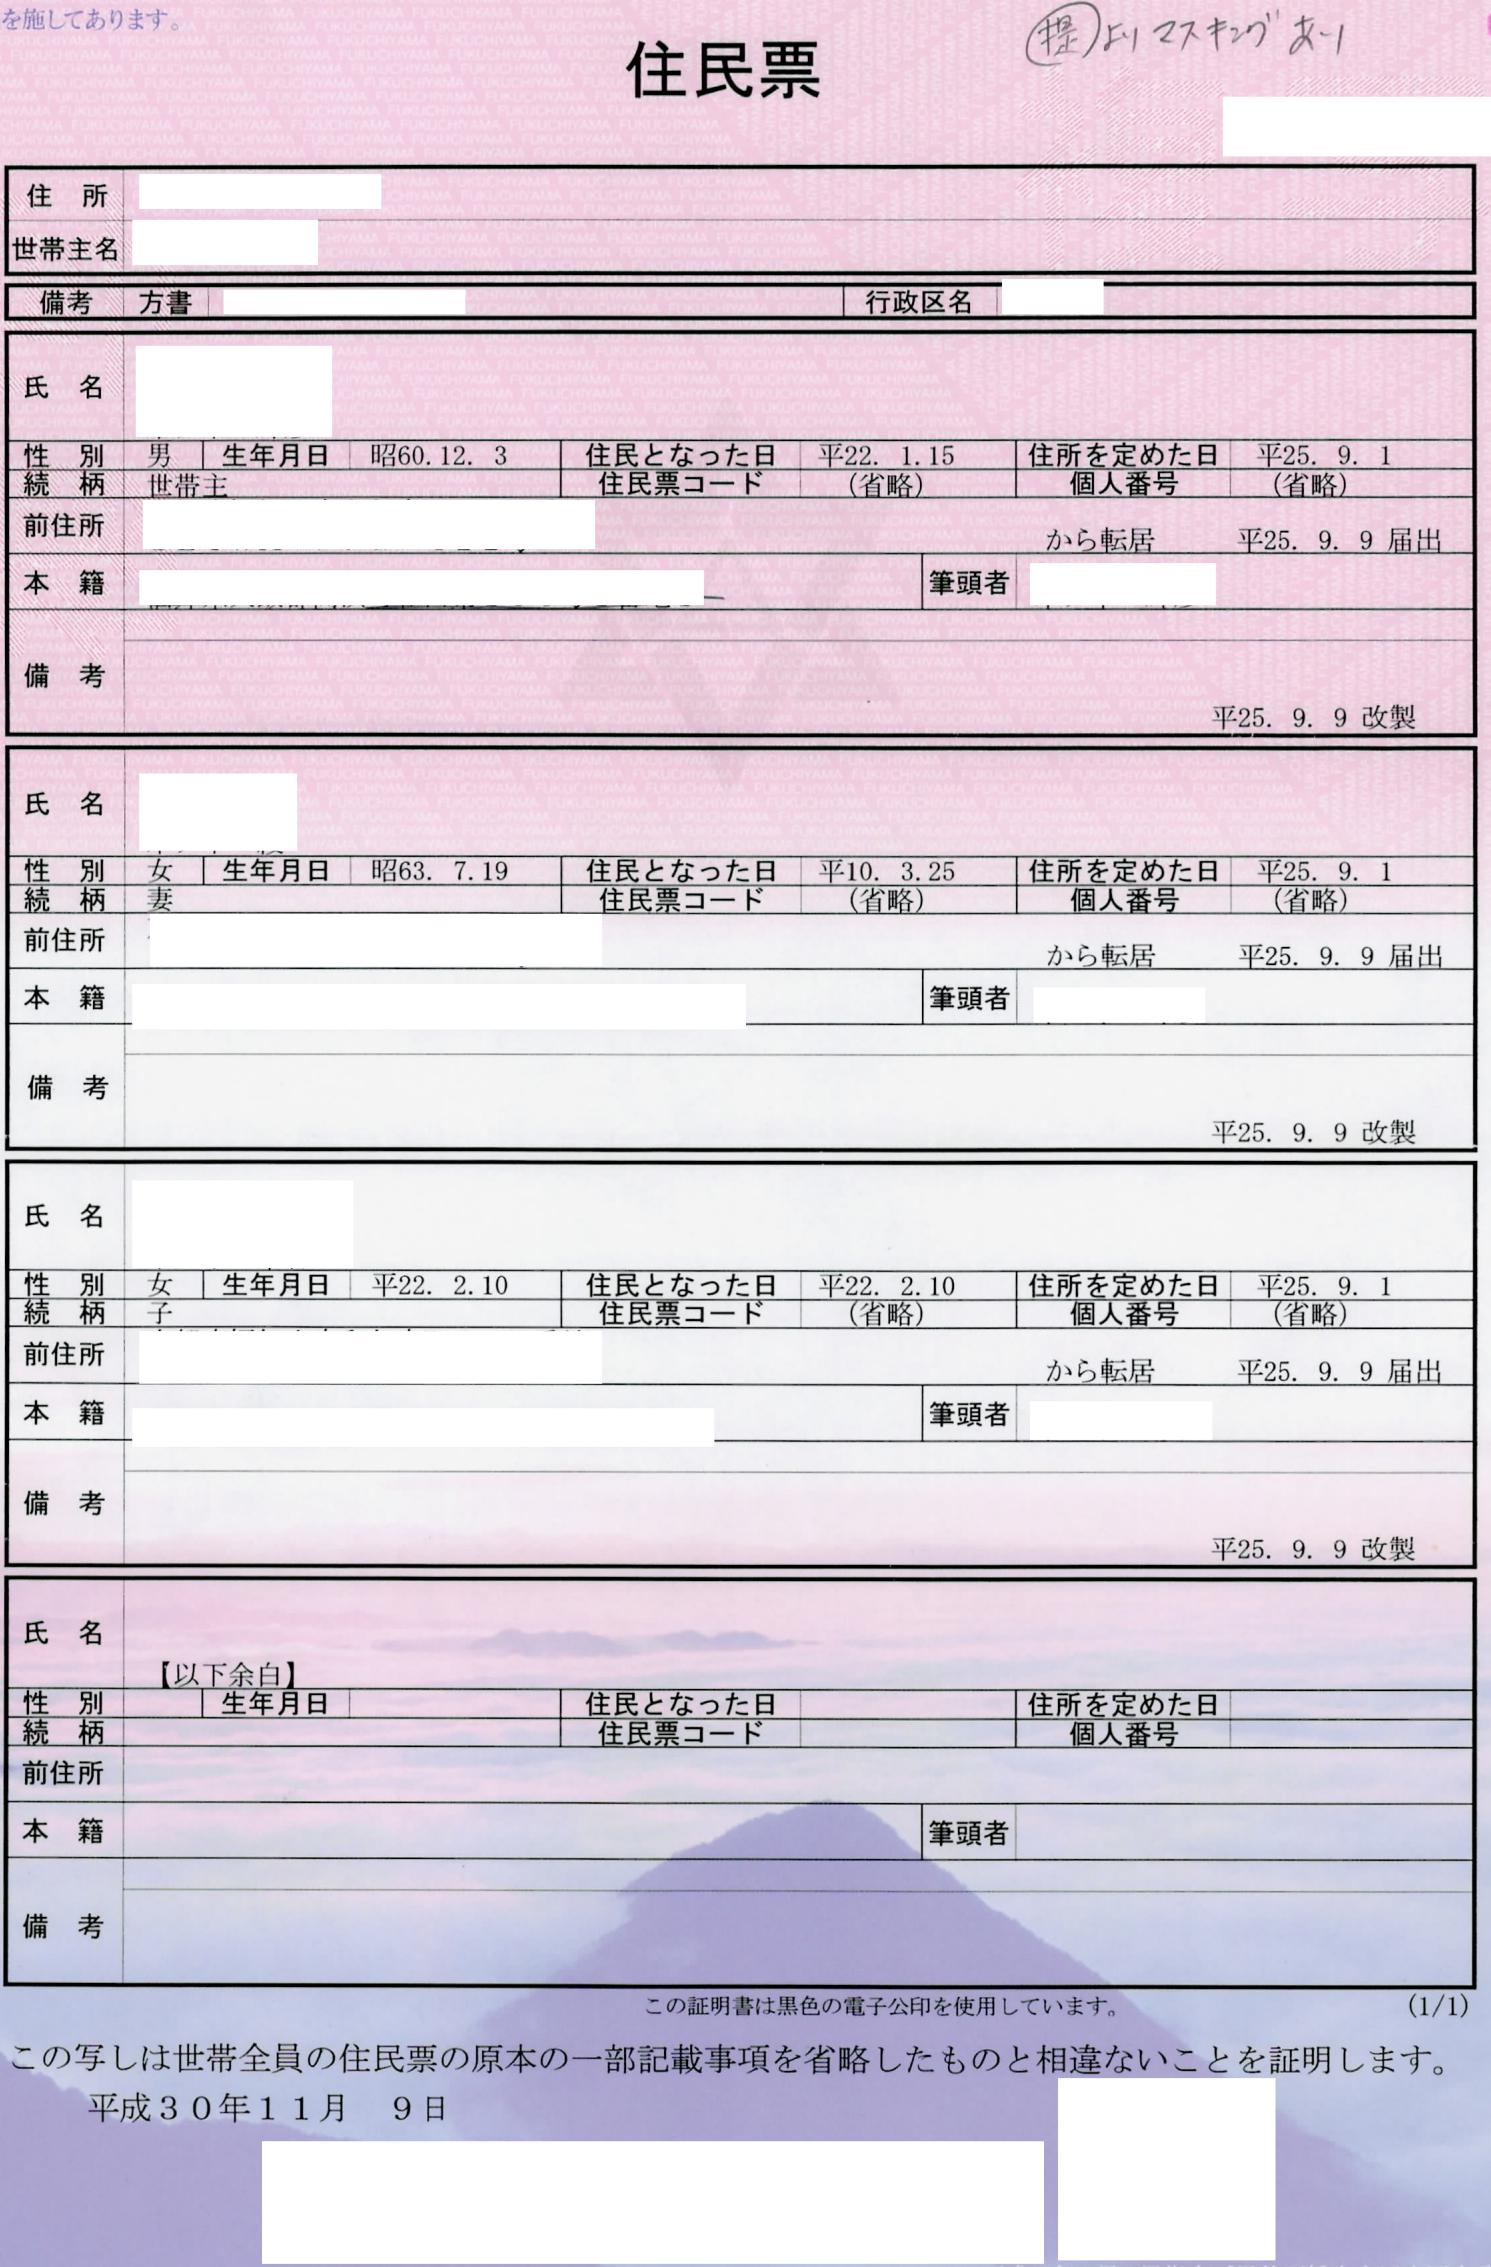 を施してあります。
住民票
提よりマスキングあり
住 所
世帯主名
備考 方書 行政区名
氏 名
性 別 男 生年月日 昭60.12. 3 住民となった日 平22. 1.15 住所を定めた日 平25. 9. 1
続 柄 世帯主 住民票コード (省略) 個人番号 (省略)
前住所 から転居 平25. 9. 9 届出
本 籍 筆頭者
備 考
平25. 9. 9 改製
氏 名
性 別 女 生年月日 昭63. 7.19 住民となった日 平10. 3.25 住所を定めた日 平25. 9. 1
続 柄 妻 住民票コード (省略) 個人番号 (省略)
前住所 から転居 平25. 9. 9 届出
本 籍 筆頭者
備 考
平25. 9. 9 改製
氏 名
性 別 女 生年月日 平22. 2.10 住民となった日 平22. 2.10 住所を定めた日 平25. 9. 1
続 柄 子 住民票コード (省略) 個人番号 (省略)
前住所 から転居 平25. 9. 9 届出
本 籍 筆頭者
備 考
平25. 9. 9 改製
氏 名
【以下余白】
性 別 生年月日 住民となった日 住所を定めた日
続 柄 住民票コード 個人番号
前住所
本 籍 筆頭者
備 考
この証明書は黒色の電子公印を使用しています。 (1/1)
この写しは世帯全員の住民票の原本の一部記載事項を省略したものと相違ないことを証明します。
平成30年11月 9日